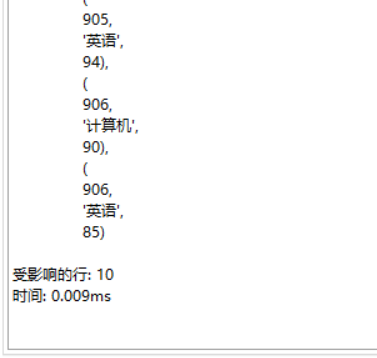 (
905,
'英语',
94),
(
906,
'计算机',
90),
(
906,
'英语',
85)
受影响的行: 10
时间: 0.009ms